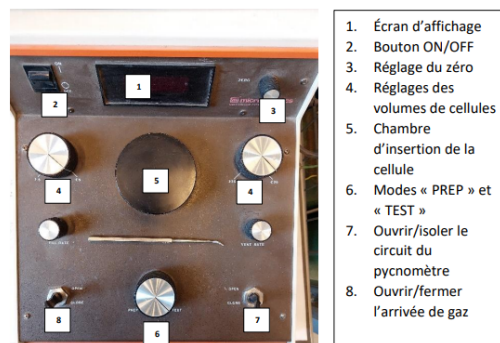 ON
ZERO
1
2
3
4
4
5
PREP
TEST
OPEN
OPEN
CLOSE
8
6
7
1. Écran d'affichage
2. Bouton ON/OFF
3. Réglage du zéro
4. Réglages des
volumes de cellules
5. Chambre
d'insertion de la
cellule
6. Modes « PREP » et
« TEST »
7. Ouvrir/isoler le
circuit du
pycnomètre
8. Ouvrir/fermer
l'arrivée de gaz